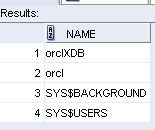 Results:
NAME
1 orclXDB
2 orcl
3 SYS$BACKGROUND
4 SYS$USERS